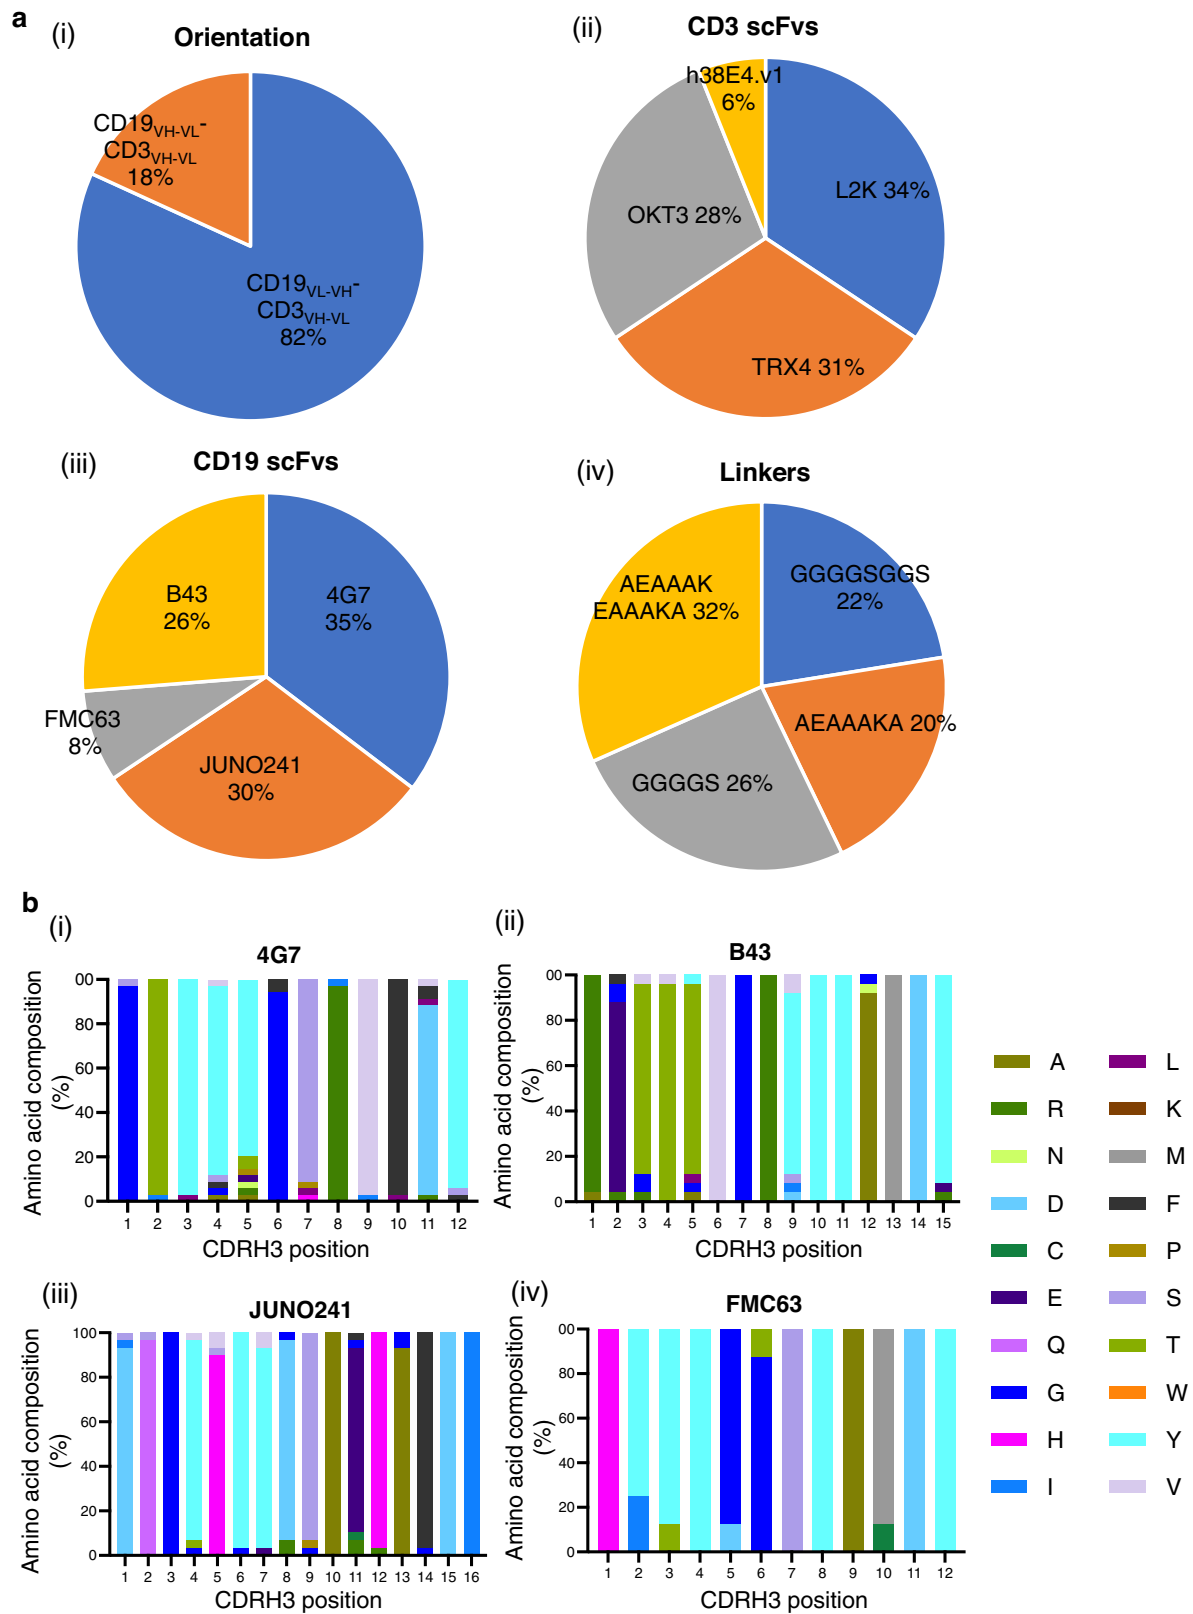 a
(i)
Orientation
CD19VH-VL-
CD3VH-VL
18%
CD19VL-VH-
CD3VH-VL
82%
(ii)
CD3 scFvs
h38E4.v1
6%
L2K 34%
OKT3 28%
TRX4 31%
(iii)
CD19 scFvs
B43
26%
4G7
35%
FMC63
8%
JUNO241
30%
(iv)
Linkers
AEAAAK
EAAAKA 32%
GGGGSGGS
22%
AEAAAKA 20%
GGGGS 26%
b
(i)
4G7
Amino acid composition
(%)
00
80
60
40
20
0
1 2 3 4 5 6 7 8 9 10 11 12
CDRH3 position
(ii)
B43
Amino acid composition
(%)
00
80
60
40
20
0
1 2 3 4 5 6 7 8 9 10 11 12 13 14 15
CDRH3 position
(iii)
JUNO241
Amino acid composition
(%)
100
80
60
40
20
0
1 2 3 4 5 6 7 8 9 10 11 12 13 14 15 16
CDRH3 position
(iv)
FMC63
Amino acid composition
(%)
00
80
60
40
20
0
1 2 3 4 5 6 7 8 9 10 11 12
CDRH3 position
A L
R K
N M
D F
C P
E S
Q T
G W
H Y
I V